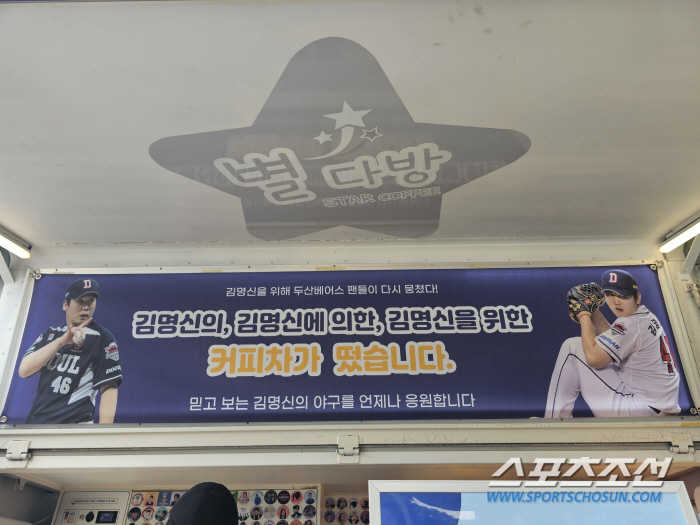 별다방
STAR COFFEE
김명신을 위해 두산베어스 팬들이 다시 뭉쳤다!
김명신의, 김명신에 의한, 김명신을 위한
커피차가 떴습니다.
믿고 보는 김명신의 야구를 언제나 응원합니다
D
OUL
46
D
스포츠조선
WWW.SPORTSCHOSUN.COM